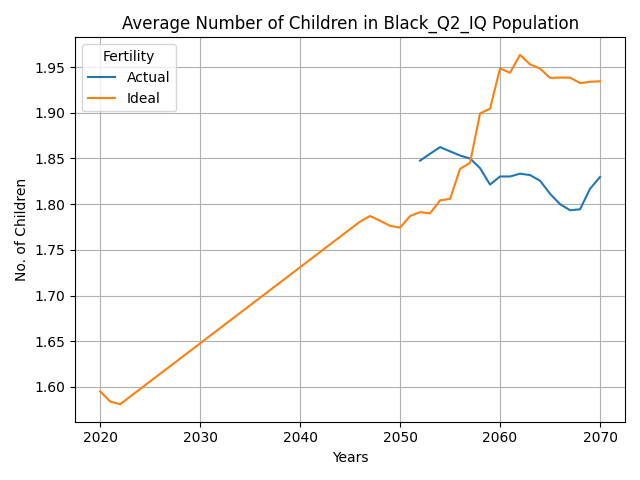 Average Number of Children in Black_Q2_IQ Population
Fertility
Actual
Ideal
1.95
1.90
1.85
1.80
1.75
1.70
1.65
1.60
No. of Children
2020 2030 2040 2050 2060 2070
Years